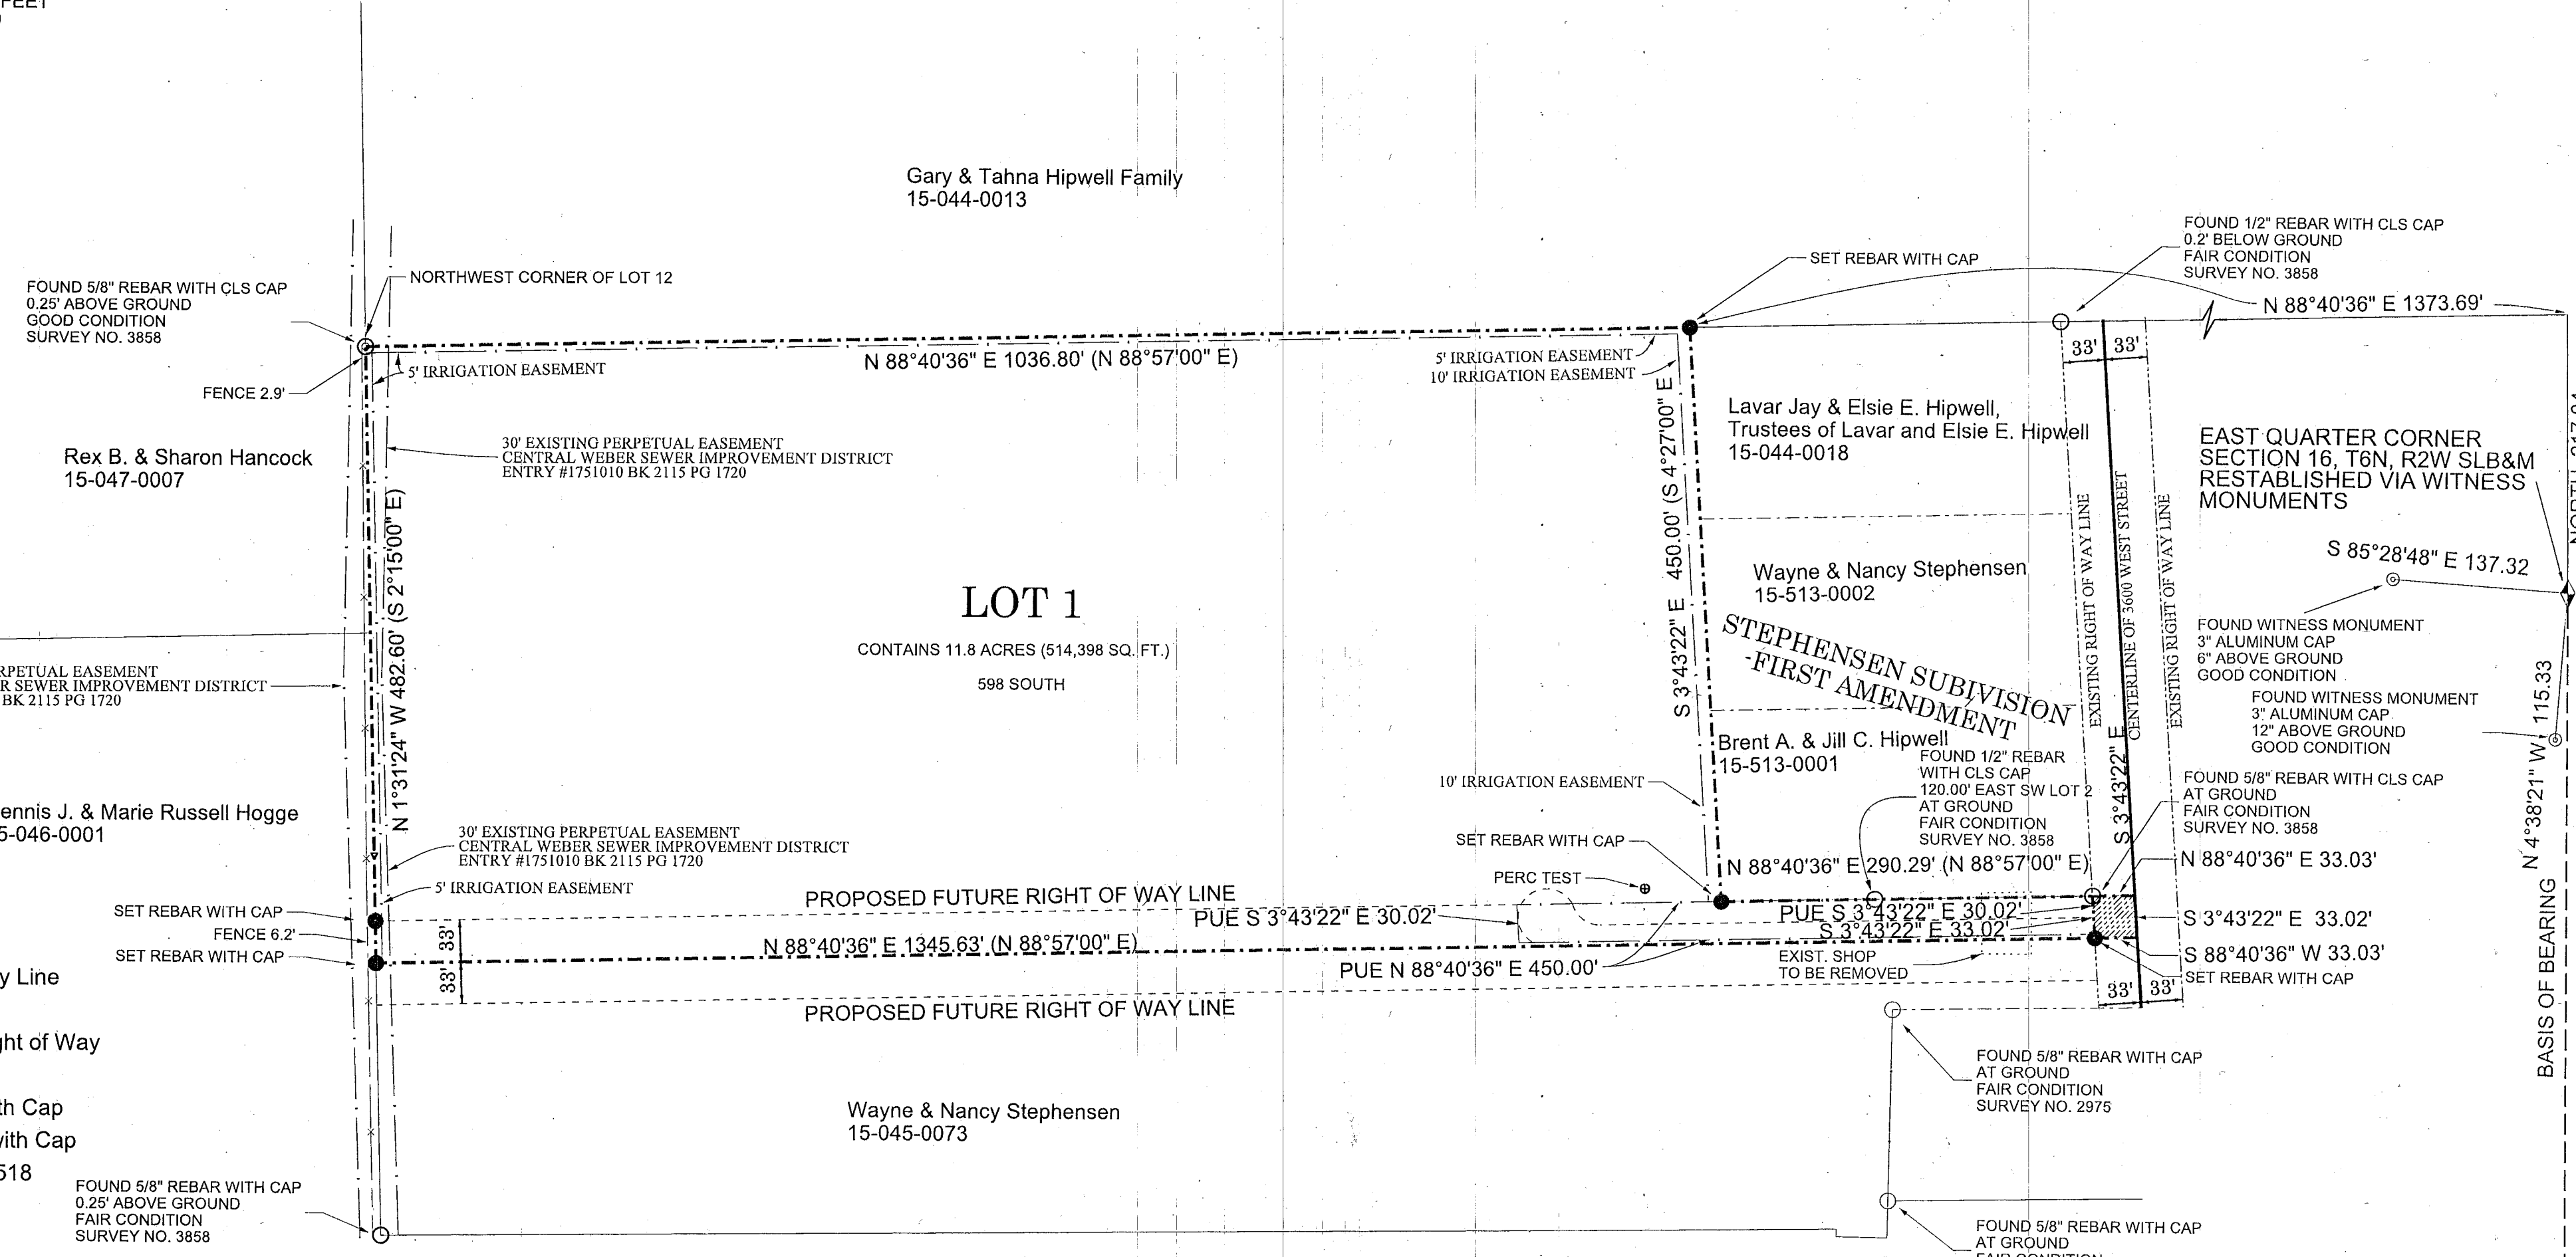 FEET
Gary & Tahna Hipwell Family
15-044-0013
FOUND 1/2" REBAR WITH CLS CAP
0.2' BELOW GROUND
FAIR CONDITION
SURVEY NO. 3858
SET REBAR WITH CAP
N 88°40'36" E 1373.69'
NORTHWEST CORNER OF LOT 12
FOUND 5/8" REBAR WITH CLS CAP
0.25' ABOVE GROUND
GOOD CONDITION
SURVEY NO. 3858
FENCE 2.9'
5' IRRIGATION EASEMENT
N 88°40'36" E 1036.80' (N 88°57'00" E)
5' IRRIGATION EASEMENT
10' IRRIGATION EASEMENT
33'
33'
Rex B. & Sharon Hancock
15-047-0007
30' EXISTING PERPETUAL EASEMENT
CENTRAL WEBER SEWER IMPROVEMENT DISTRICT
ENTRY #1751010 BK 2115 PG 1720
N 1°31'24" W 482.60' (S 2°15'00" E)
S 3°43'22" E 450.00' (S 4°27'00" E
Lavar Jay & Elsie E. Hipwell,
Trustees of Lavar and Elsie E. Hipwell
15-044-0018
EAST QUARTER CORNER
SECTION 16, T6N, R2W SLB&M
RESTABLISHED VIA WITNESS
MONUMENTS
EXISTING RIGHT OF WAY LINE
CENTERLINE OF 3600 WEST STREET
EXISTING RIGHT OF WAY LINE
S 85°28'48" E 137.32
LOT 1
CONTAINS 11.8 ACRES (514,398 SQ. FT.)
598 SOUTH
Wayne & Nancy Stephensen
15-513-0002
STEPHENSEN SUBIVISION
-FIRST AMENDMENT
FOUND WITNESS MONUMENT
3" ALUMINUM CAP
6" ABOVE GROUND
GOOD CONDITION
FOUND WITNESS MONUMENT
3" ALUMINUM CAP
12" ABOVE GROUND
GOOD CONDITION
RPETUAL EASEMENT
R SEWER IMPROVEMENT DISTRICT
BK 2115 PG 1720
Brent A. & Jill C. Hipwell
15-513-0001
FOUND 1/2" REBAR
WITH CLS CAP
120.00' EAST SW LOT 2
AT GROUND
FAIR CONDITION
SURVEY NO. 3858
S 3°43'22" E
FOUND 5/8" REBAR WITH CLS CAP
AT GROUND
FAIR CONDITION
SURVEY NO. 3858
N 4°38'21" W 115.33
BASIS OF BEARING
ennis J. & Marie Russell Hogge
5-046-0001
30' EXISTING PERPETUAL EASEMENT
CENTRAL WEBER SEWER IMPROVEMENT DISTRICT
ENTRY #1751010 BK 2115 PG 1720
10' IRRIGATION EASEMENT
SET REBAR WITH CAP
PERC TEST
N 88°40'36" E 290.29' (N 88°57'00" E)
N 88°40'36" E 33.03'
5' IRRIGATION EASEMENT
SET REBAR WITH CAP
FENCE 6.2'
SET REBAR WITH CAP
PROPOSED FUTURE RIGHT OF WAY LINE
PUE S 3°43'22" E 30.02'
PUE S 3°43'22" E 30.02'
S 3°43'22" E 33.02'
S 3°43'22" E 33.02'
33'
33'
N 88°40'36" E 1345.63' (N 88°57'00" E)
PUE N 88°40'36" E 450.00'
EXIST. SHOP
TO BE REMOVED
S 88°40'36" W 33.03'
SET REBAR WITH CAP
33'
33'
y Line
PROPOSED FUTURE RIGHT OF WAY LINE
ght of Way
FOUND 5/8" REBAR WITH CAP
AT GROUND
FAIR CONDITION
SURVEY NO. 2975
th Cap
with Cap
518
Wayne & Nancy Stephensen
15-045-0073
FOUND 5/8" REBAR WITH CAP
0.25' ABOVE GROUND
FAIR CONDITION
SURVEY NO. 3858
FOUND 5/8" REBAR WITH CAP
AT GROUND